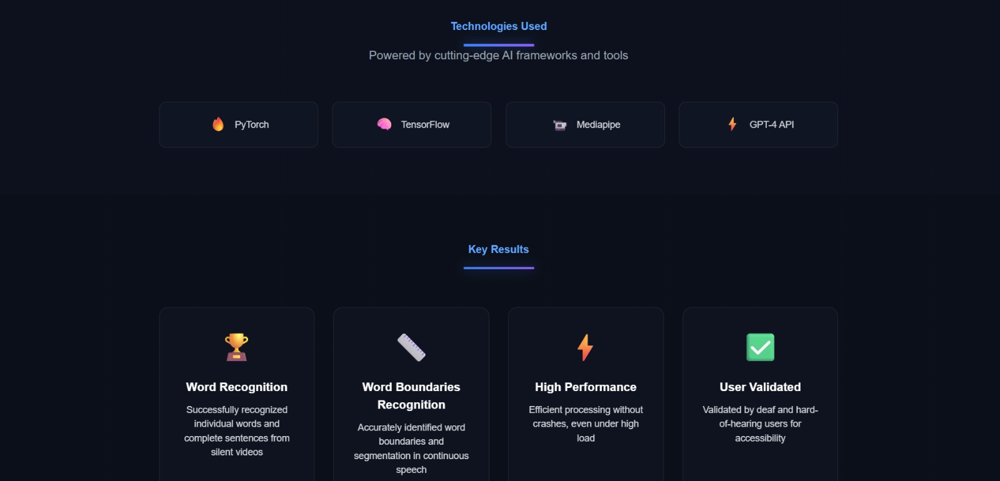 Technologies Used
Powered by cutting-edge AI frameworks and tools
PyTorch
TensorFlow
Mediapipe
GPT-4 API
Key Results
Word Recognition
Successfully recognized
individual words and
complete sentences from
silent videos
Word Boundaries
Recognition
Accurately identified word
boundaries and
segmentation in continuous
speech
High Performance
Efficient processing without
crashes, even under high
load
User Validated
Validated by deaf and hard-
of-hearing users for
accessibility